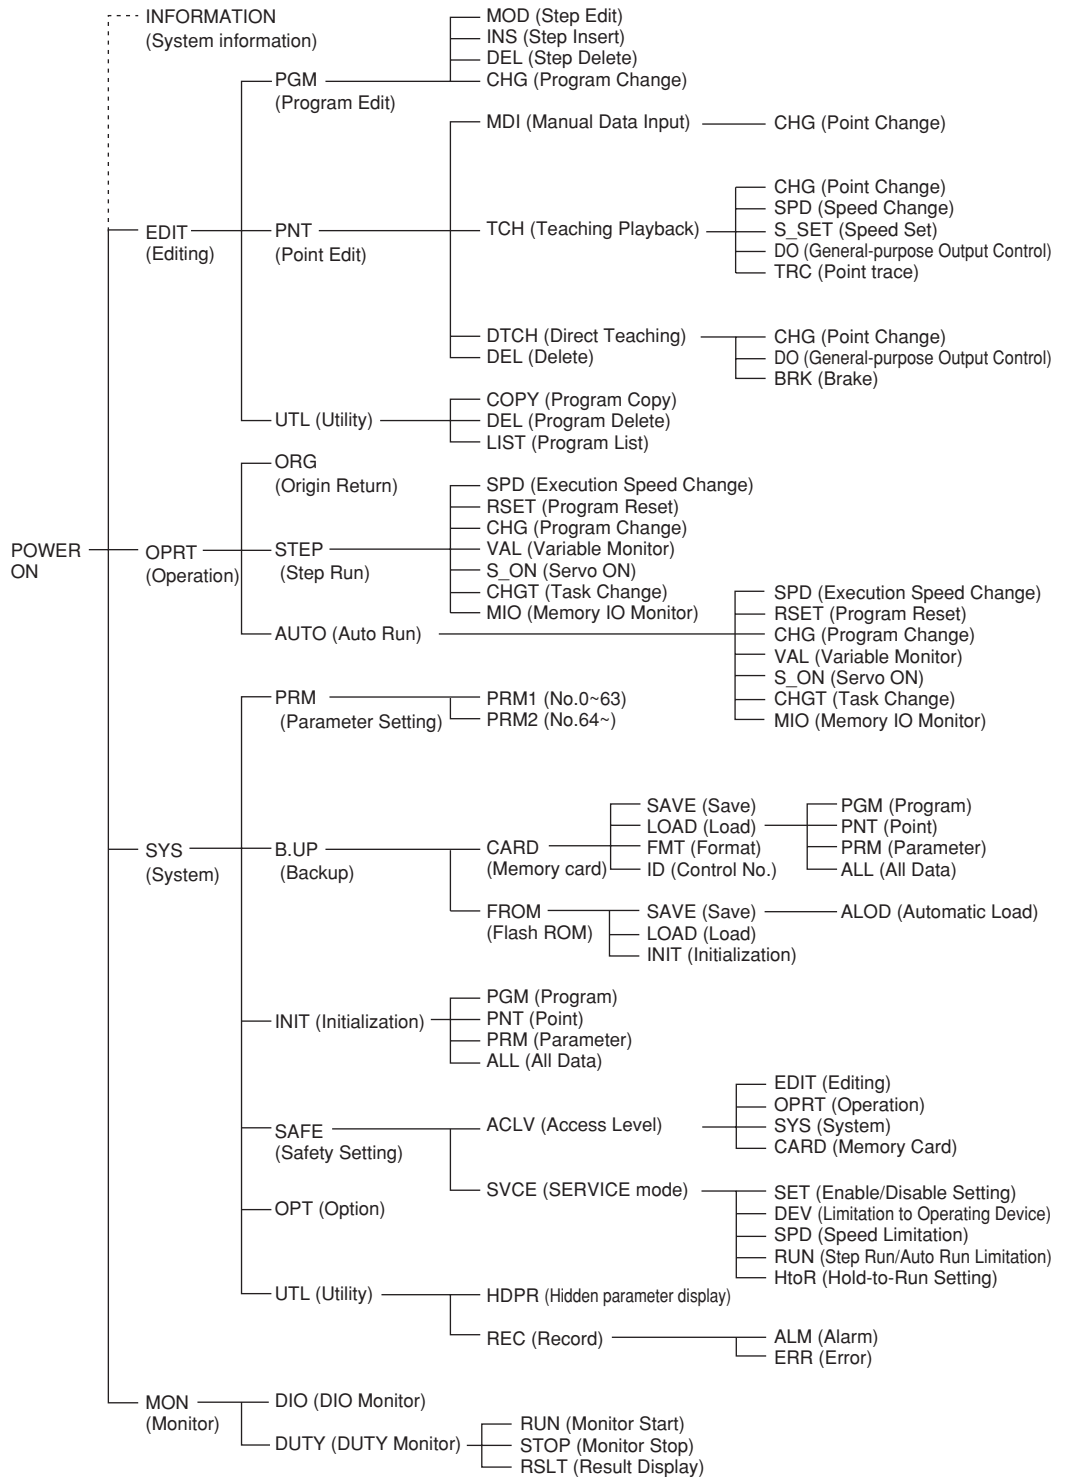 INFORMATION
(System information)
MOD (Step Edit)
INS (Step Insert)
DEL (Step Delete)
CHG (Program Change)
PGM
(Program Edit)
MDI (Manual Data Input)
CHG (Point Change)
EDIT
(Editing)
PNT
(Point Edit)
TCH (Teaching Playback)
CHG (Point Change)
SPD (Speed Change)
S_SET (Speed Set)
DO (General-purpose Output Control)
TRC (Point trace)
DTCH (Direct Teaching)
DEL (Delete)
CHG (Point Change)
DO (General-purpose Output Control)
BRK (Brake)
UTL (Utility)
COPY (Program Copy)
DEL (Program Delete)
LIST (Program List)
POWER
ON
OPRT
(Operation)
ORG
(Origin Return)
STEP
(Step Run)
SPD (Execution Speed Change)
RSET (Program Reset)
CHG (Program Change)
VAL (Variable Monitor)
S_ON (Servo ON)
CHGT (Task Change)
MIO (Memory IO Monitor)
AUTO (Auto Run)
SPD (Execution Speed Change)
RSET (Program Reset)
CHG (Program Change)
VAL (Variable Monitor)
S_ON (Servo ON)
CHGT (Task Change)
MIO (Memory IO Monitor)
SYS
(System)
PRM
(Parameter Setting)
PRM1 (No.0~63)
PRM2 (No.64~)
B.UP
(Backup)
CARD
(Memory card)
SAVE (Save)
LOAD (Load)
FMT (Format)
ID (Control No.)
PGM (Program)
PNT (Point)
PRM (Parameter)
ALL (All Data)
FROM
(Flash ROM)
SAVE (Save)
LOAD (Load)
INIT (Initialization)
ALOD (Automatic Load)
INIT (Initialization)
PGM (Program)
PNT (Point)
PRM (Parameter)
ALL (All Data)
SAFE
(Safety Setting)
ACLV (Access Level)
EDIT (Editing)
OPRT (Operation)
SYS (System)
CARD (Memory Card)
SVCE (SERVICE mode)
SET (Enable/Disable Setting)
DEV (Limitation to Operating Device)
SPD (Speed Limitation)
RUN (Step Run/Auto Run Limitation)
HtoR (Hold-to-Run Setting)
OPT (Option)
UTL (Utility)
HDPR (Hidden parameter display)
REC (Record)
ALM (Alarm)
ERR (Error)
MON
(Monitor)
DIO (DIO Monitor)
DUTY (DUTY Monitor)
RUN (Monitor Start)
STOP (Monitor Stop)
RSLT (Result Display)